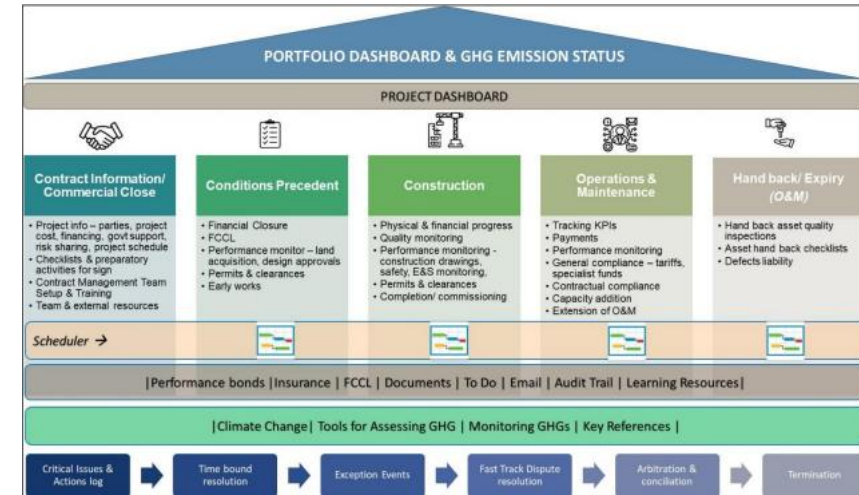 PORTFOLIO DASHBOARD & GHG EMISSION STATUS
PROJECT DASHBOARD
Contract Information/
Commercial Close
• Project info – parties, project
cost, financing, govt support,
risk sharing, project schedule
• Checklists & preparatory
activities for sign
• Contract Management Team
Setup & Training
• Team & external resources
Conditions Precedent
• Financial Closure
• FCCL
• Performance monitor – land
acquisition, design approvals
• Permits & clearances
• Early works
Construction
• Physical & financial progress
• Quality monitoring
• Performance monitoring -
construction drawings,
safety, E&S monitoring,
• Permits & clearances
• Completion/ commissioning
Operations &
Maintenance
• Tracking KPIs
• Payments
• Performance monitoring
• General compliance – tariffs,
specialist funds
• Contractual compliance
• Capacity addition
• Extension of O&M
Hand back/ Expiry
(O&M)
• Hand back asset quality
inspections
• Asset hand back checklists
• Defects liability
Scheduler →
|Performance bonds |Insurance | FCCL | Documents | To Do | Email | Audit Trail | Learning Resources|
|Climate Change| Tools for Assessing GHG | Monitoring GHGs | Key References |
Critical Issues &
Actions log
Time bound
resolution
Exception Events
Fast Track Dispute
resolution
Arbitration &
conciliation
Termination